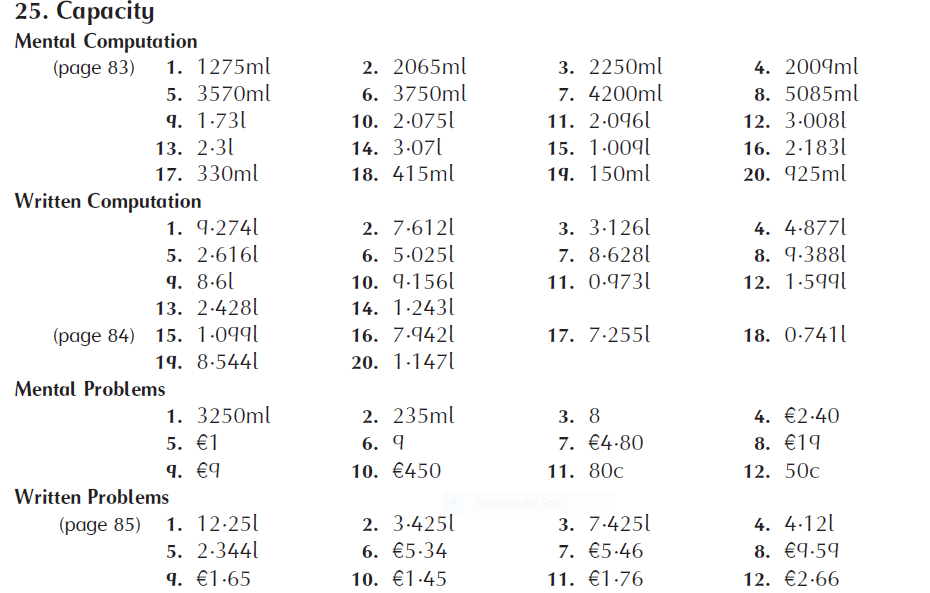 25. Capacity
Mental Computation
(page 83) 1. 1275ml 2. 2065ml 3. 2250ml 4. 2009ml
5. 3570ml 6. 3750ml 7. 4200ml 8. 5085ml
9. 1·73l 10. 2·075l 11. 2·096l 12. 3·008l
13. 2·3l 14. 3·07l 15. 1·009l 16. 2·183l
17. 330ml 18. 415ml 19. 150ml 20. 925ml
Written Computation
1. 9·274l 2. 7·612l 3. 3·126l 4. 4·877l
5. 2·616l 6. 5·025l 7. 8·628l 8. 9·388l
9. 8·6l 10. 9·156l 11. 0·973l 12. 1·599l
13. 2·428l 14. 1·243l
(page 84) 15. 1·099l 16. 7·942l 17. 7·255l 18. 0·741l
19. 8·544l 20. 1·147l
Mental Problems
1. 3250ml 2. 235ml 3. 8 4. €2·40
5. €1 6. 9 7. €4·80 8. €19
9. €9 10. €450 11. 80c 12. 50c
Written Problems
Rectangular Snip
(page 85) 1. 12·25l 2. 3·425l 3. 7·425l 4. 4·12l
5. 2·344l 6. €5·34 7. €5·46 8. €9·59
9. €1·65 10. €1·45 11. €1·76 12. €2·66